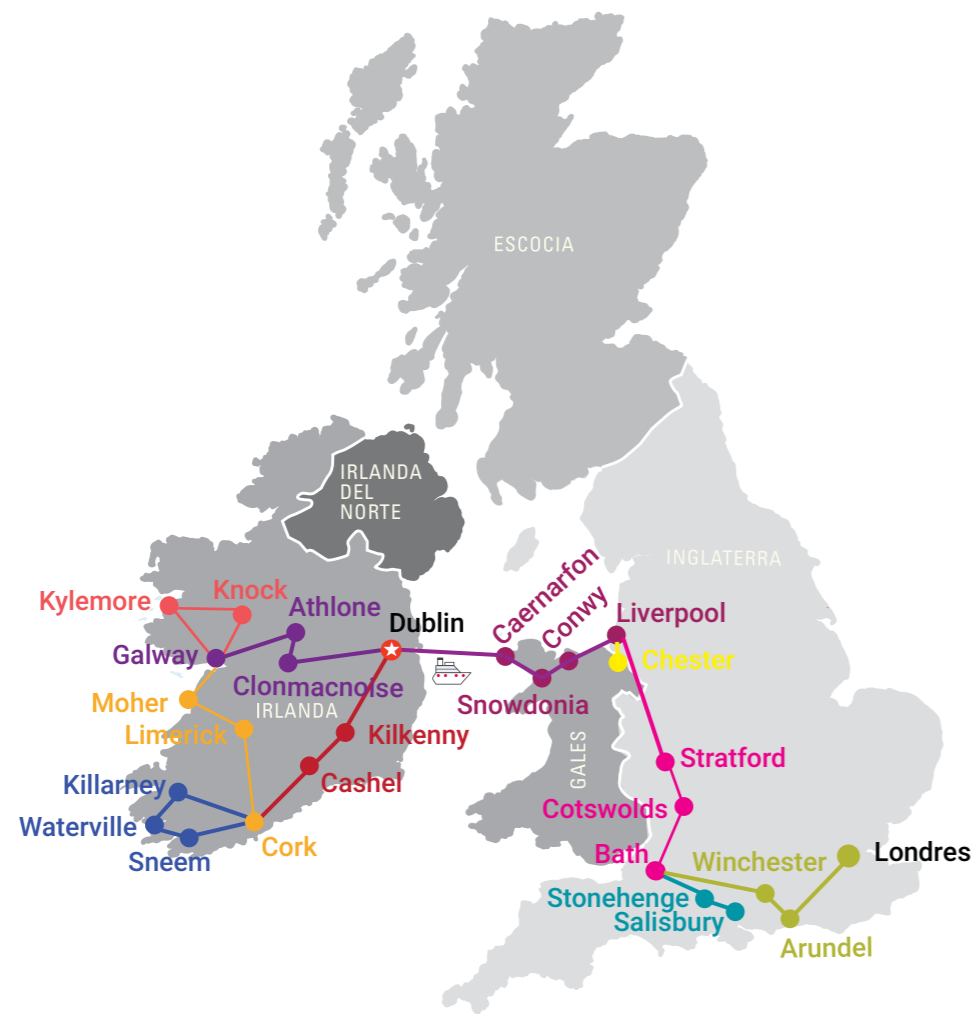 ESCOCIA
IRLANDA
DEL
NORTE
INGLATERRA
Caernarfon
Conwy
Knock
Kylemore
Athlone
Dublin
Liverpool
Galway
Chester
Clonmacnoise
Moher
IRLANDA
Snowdonia
Limerick
Kilkenny
GALES
Stratford
Cashel
Killarney
Cotswolds
Waterville
Cork
Sneem
Bath
Winchester
Londres
Stonehenge
Salisbury
Arundel